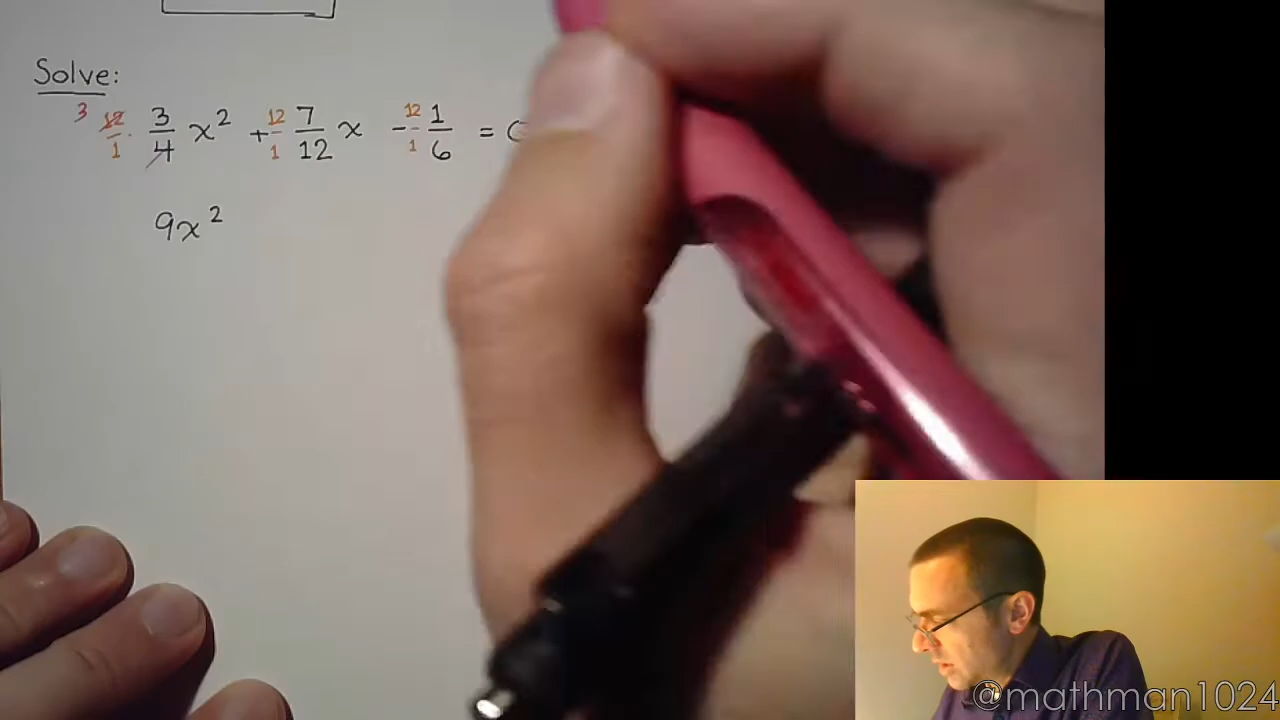 Solve:
3 12/1 · 3/4 x² + 12/1 7/12 x - 12/1 1/6 =
9x²
@mathman1024